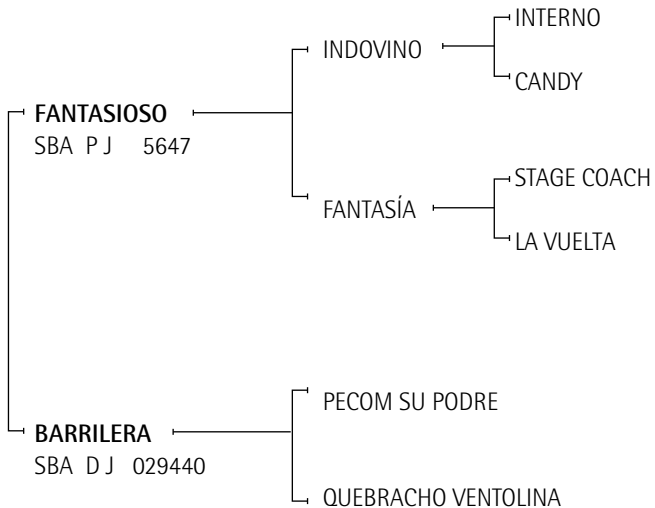 INTERNO
INDOVINO
CANDY
FANTASIOSO
SBA P J 5647
STAGE COACH
FANTASÍA
LA VUELTA
PECOM SU PODRE
BARRILERA
SBA D J 029440
QUEBRACHO VENTOLINA